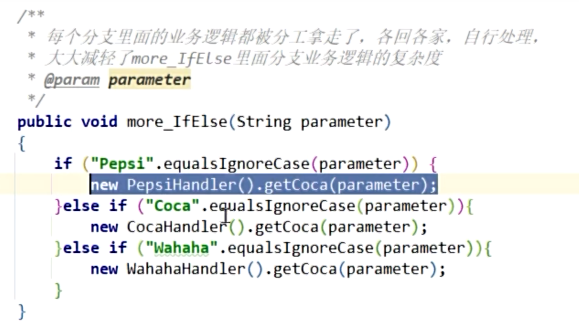 /**
 * 每个分支里面的业务逻辑都被分工拿走了，各回各家，自行处理，
 * 大大减轻了more_IfElse里面分支业务逻辑的复杂度
 * @param parameter
 */
public void more_IfElse(String parameter)
{
    if ("Pepsi".equalsIgnoreCase(parameter)) {
        new PepsiHandler().getCoca(parameter);
    }else if ("Coca".equalsIgnoreCase(parameter)){
        new CocaHandler().getCoca(parameter);
    }else if ("Wahaha".equalsIgnoreCase(parameter)){
        new WahahaHandler().getCoca(parameter);
    }
}